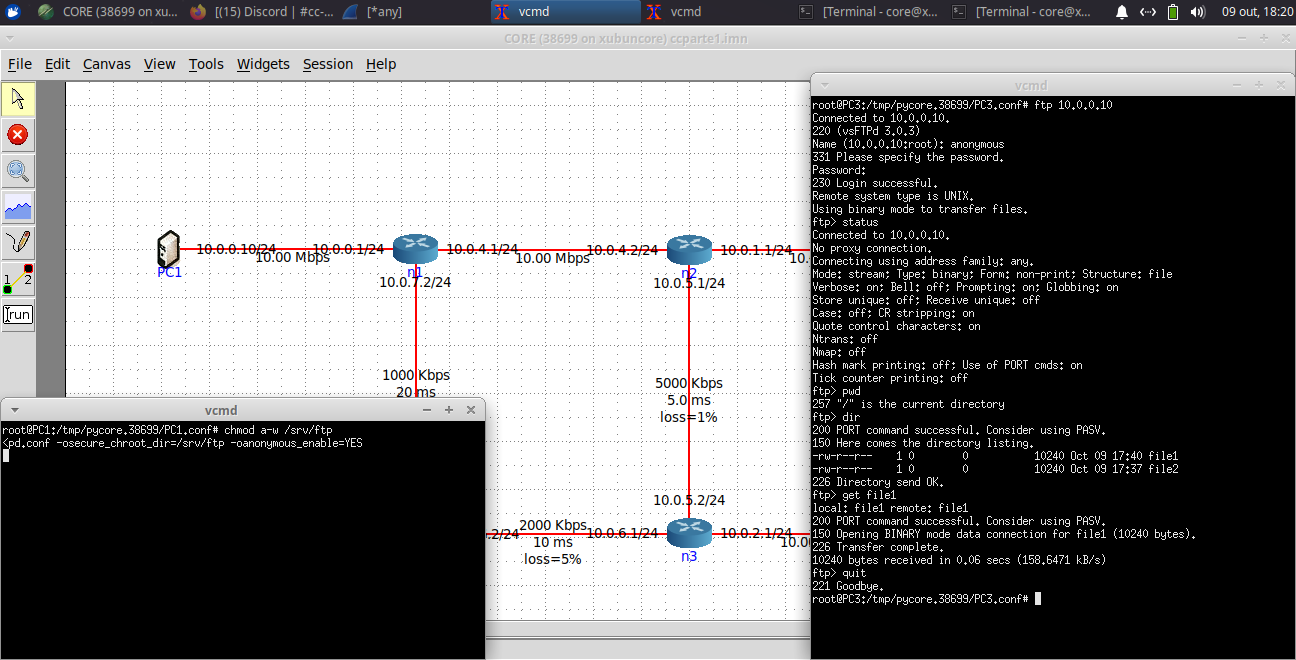 CORE (38699 on xu...
[(15) Discord | #cc-...
[*any]
vcmd
vcmd
[Terminal - core@x...
[Terminal - core@x...
09 out, 18:20
CORE (38699 on xubuncore) ccparte1.imn
File Edit Canvas View Tools Widgets Session Help
1 2
run
10.0.0.10/24
10.0.0.1/24
10.0.4.1/24
10.0.4.2/24
10.0.1.1/24
10.00 Mbps
10.00 Mbps
10.
PC1
n1
n2
10.0.7.2/24
10.0.5.1/24
1000 Kbps
20 ms
5000 Kbps
5.0 ms
loss=1%
10.0.5.2/24
.2/24
2000 Kbps
10.0.6.1/24
10.0.2.1/24
10 ms
10.00
loss=5%
n3
vcmd
root@PC1:/tmp/pycore.38699/PC1.conf# chmod a-w /srv/ftp
<pd.conf -osecure_chroot_dir=/srv/ftp -oanonymous_enable=YES
vcmd
root@PC3:/tmp/pycore.38699/PC3.conf# ftp 10.0.0.10
Connected to 10.0.0.10.
220 (vsFTPd 3.0.3)
Name (10.0.0.10:root): anonymous
331 Please specify the password.
Password:
230 Login successful.
Remote system type is UNIX.
Using binary mode to transfer files.
ftp> status
Connected to 10.0.0.10.
No proxy connection.
Connecting using address family: any.
Mode: stream; Type: binary; Form: non-print; Structure: file
Verbose: on; Bell: off; Prompting: on; Globbing: on
Store unique: off; Receive unique: off
Case: off; CR stripping: on
Quote control characters: on
Ntrans: off
Nmap: off
Hash mark printing: off; Use of PORT cmds: on
Tick counter printing: off
ftp> pwd
257 "/" is the current directory
ftp> dir
200 PORT command successful. Consider using PASV.
150 Here comes the directory listing.
-rw-r--r-- 1 0 0 10240 Oct 09 17:40 file1
-rw-r--r-- 1 0 0 10240 Oct 09 17:37 file2
226 Directory send OK.
ftp> get file1
local: file1 remote: file1
200 PORT command successful. Consider using PASV.
150 Opening BINARY mode data connection for file1 (10240 bytes).
226 Transfer complete.
10240 bytes received in 0.06 secs (158.6471 kB/s)
ftp> quit
221 Goodbye.
root@PC3:/tmp/pycore.38699/PC3.conf#